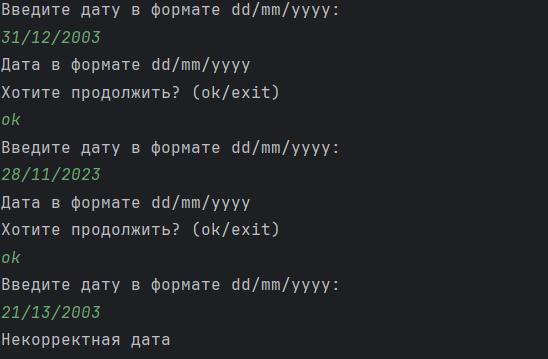 Введите дату в формате dd/mm/yyyy:
31/12/2003
Дата в формате dd/mm/yyyy
Хотите продолжить? (ok/exit)
ok
Введите дату в формате dd/mm/yyyy:
28/11/2023
Дата в формате dd/mm/yyyy
Хотите продолжить? (ok/exit)
ok
Введите дату в формате dd/mm/yyyy:
21/13/2003
Некорректная дата